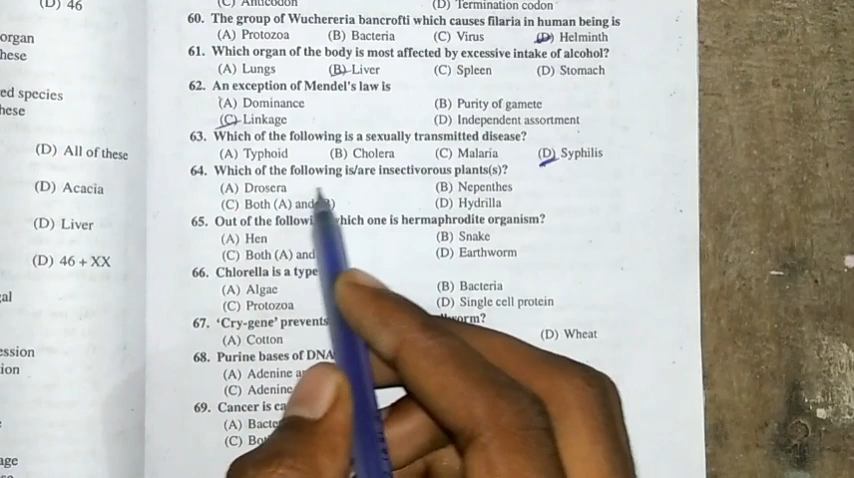 (D) 46
organ
hese
ed species
hese
(D) All of these
(D) Acacia
(D) Liver
(D) 46 + XX
al
ession
ion
age
(C) Anticodon (D) Termination codon
60. The group of Wuchereria bancrofti which causes filaria in human being is
(A) Protozoa (B) Bacteria (C) Virus (D) Helminth
61. Which organ of the body is most affected by excessive intake of alcohol?
(A) Lungs (B) Liver (C) Spleen (D) Stomach
62. An exception of Mendel's law is
(A) Dominance (B) Purity of gamete
(C) Linkage (D) Independent assortment
63. Which of the following is a sexually transmitted disease?
(A) Typhoid (B) Cholera (C) Malaria (D) Syphilis
64. Which of the following is/are insectivorous plants(s)?
(A) Drosera (B) Nepenthes
(C) Both (A) and (D) Hydrilla
65. Out of the which one is hermaphrodite organism?
(A) Hen (B) Snake
(C) Both (A) and (D) Earthworm
66. Chlorella is a type
(A) Algae (B) Bacteria
(C) Protozoa (D) Single cell protein
67. ‘Cry-gene’ prevents
(A) Cotton (D) Wheat
68. Purine bases of DNA
(A) Adenine
(C) Adenine
69. Cancer is
(A)
(C)